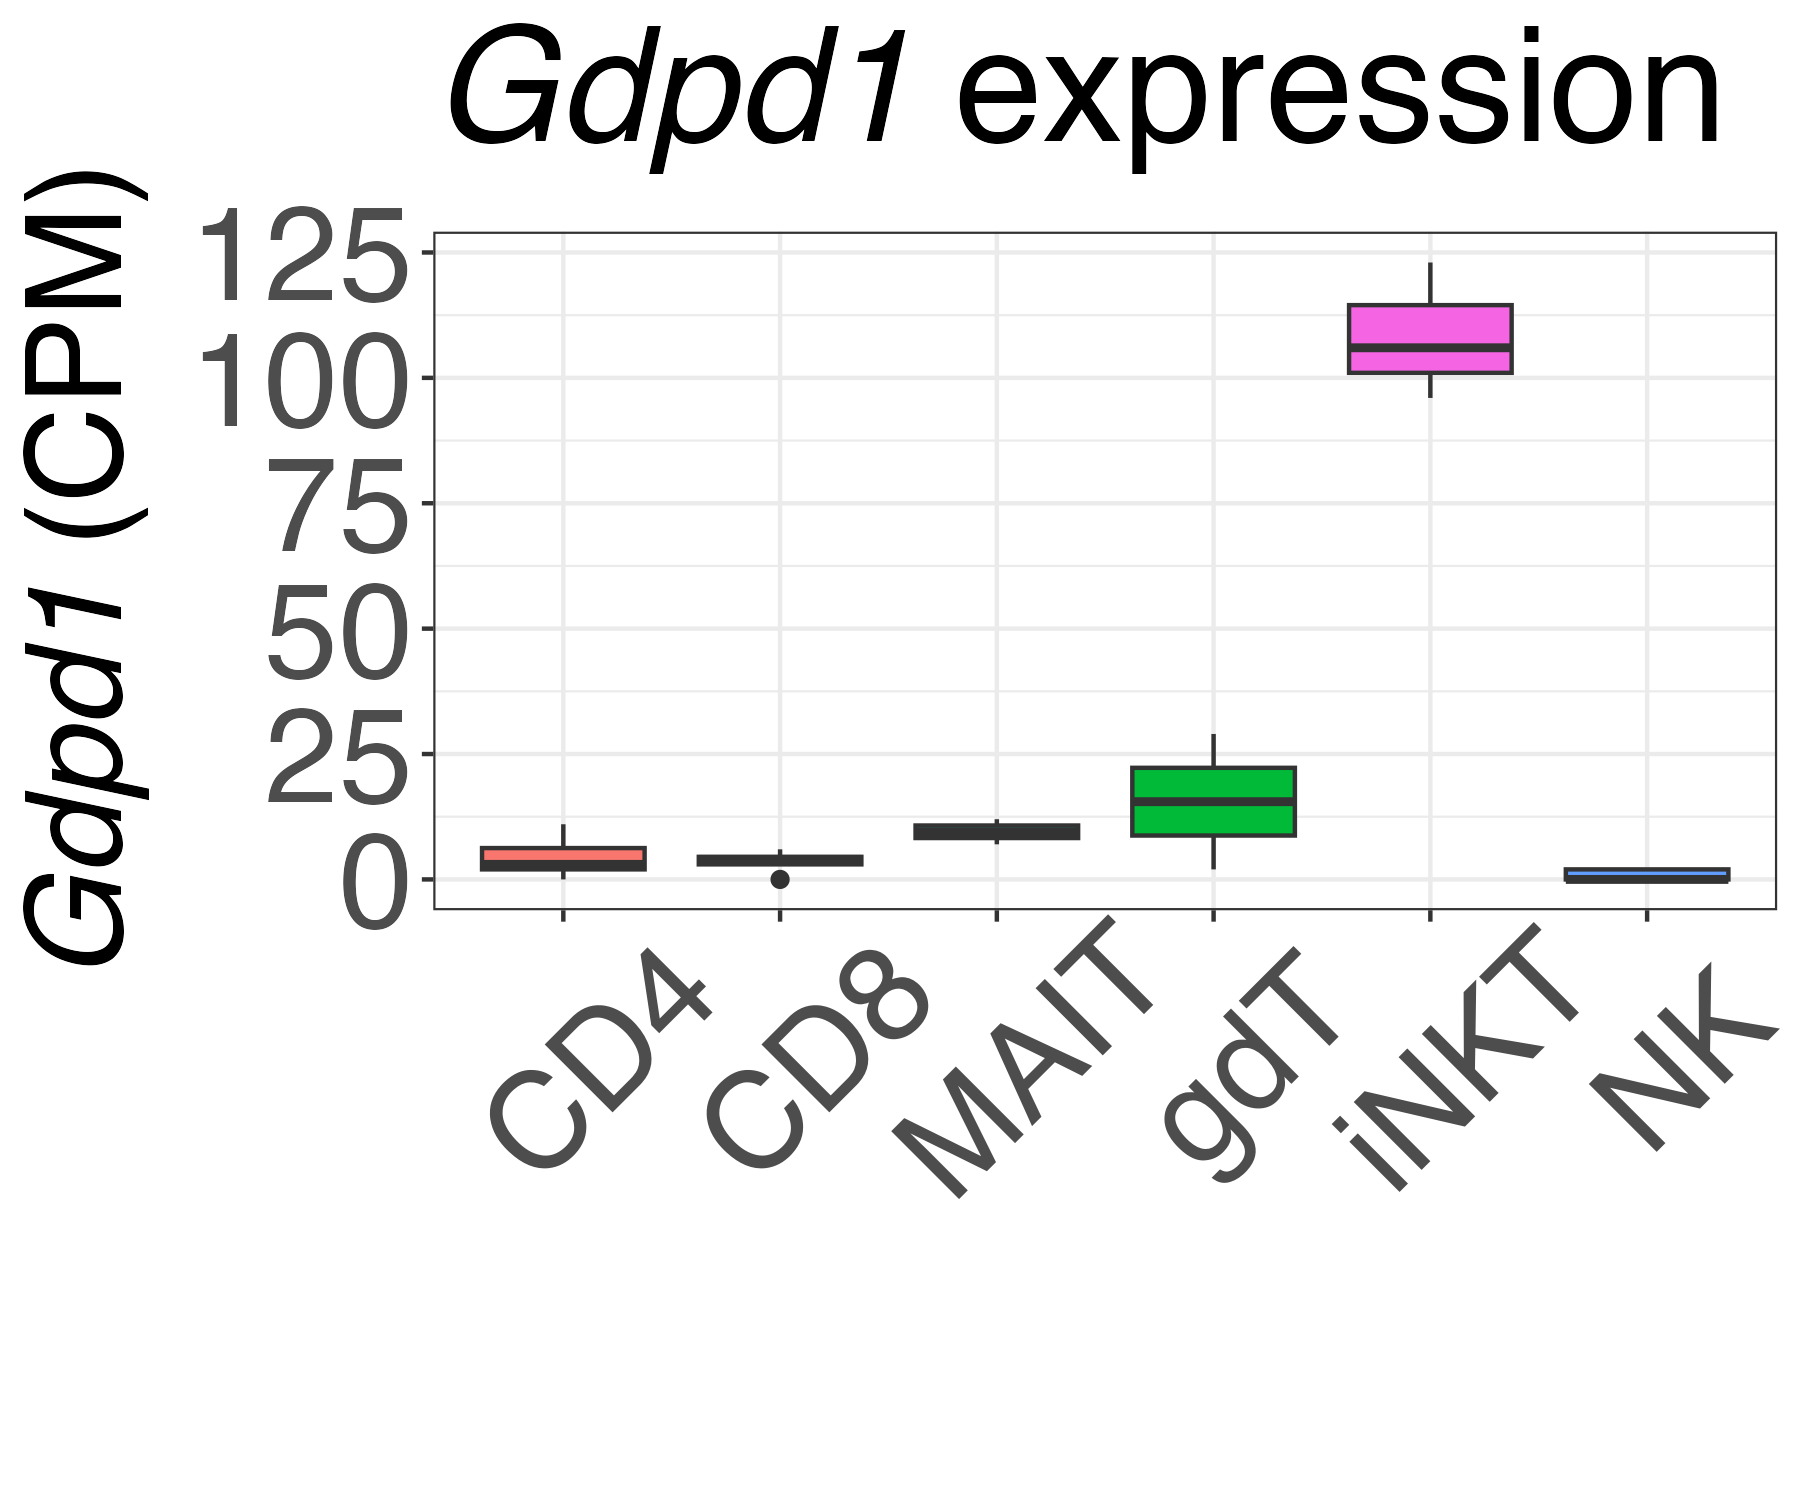 Gdpd1 expression
Gdpd1 (CPM)
125
100
75
50
25
0
CD4
CD8
MAIT
gdT
iNKT
NK